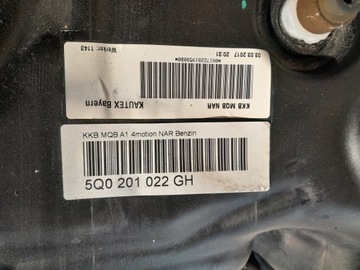 Werker: 1143
03.03.2017 20:31
KAUTEX Bayern
KKB MQB NAR
KKB MQB A1 4motion NAR Benzin
5Q0 201 022 GH